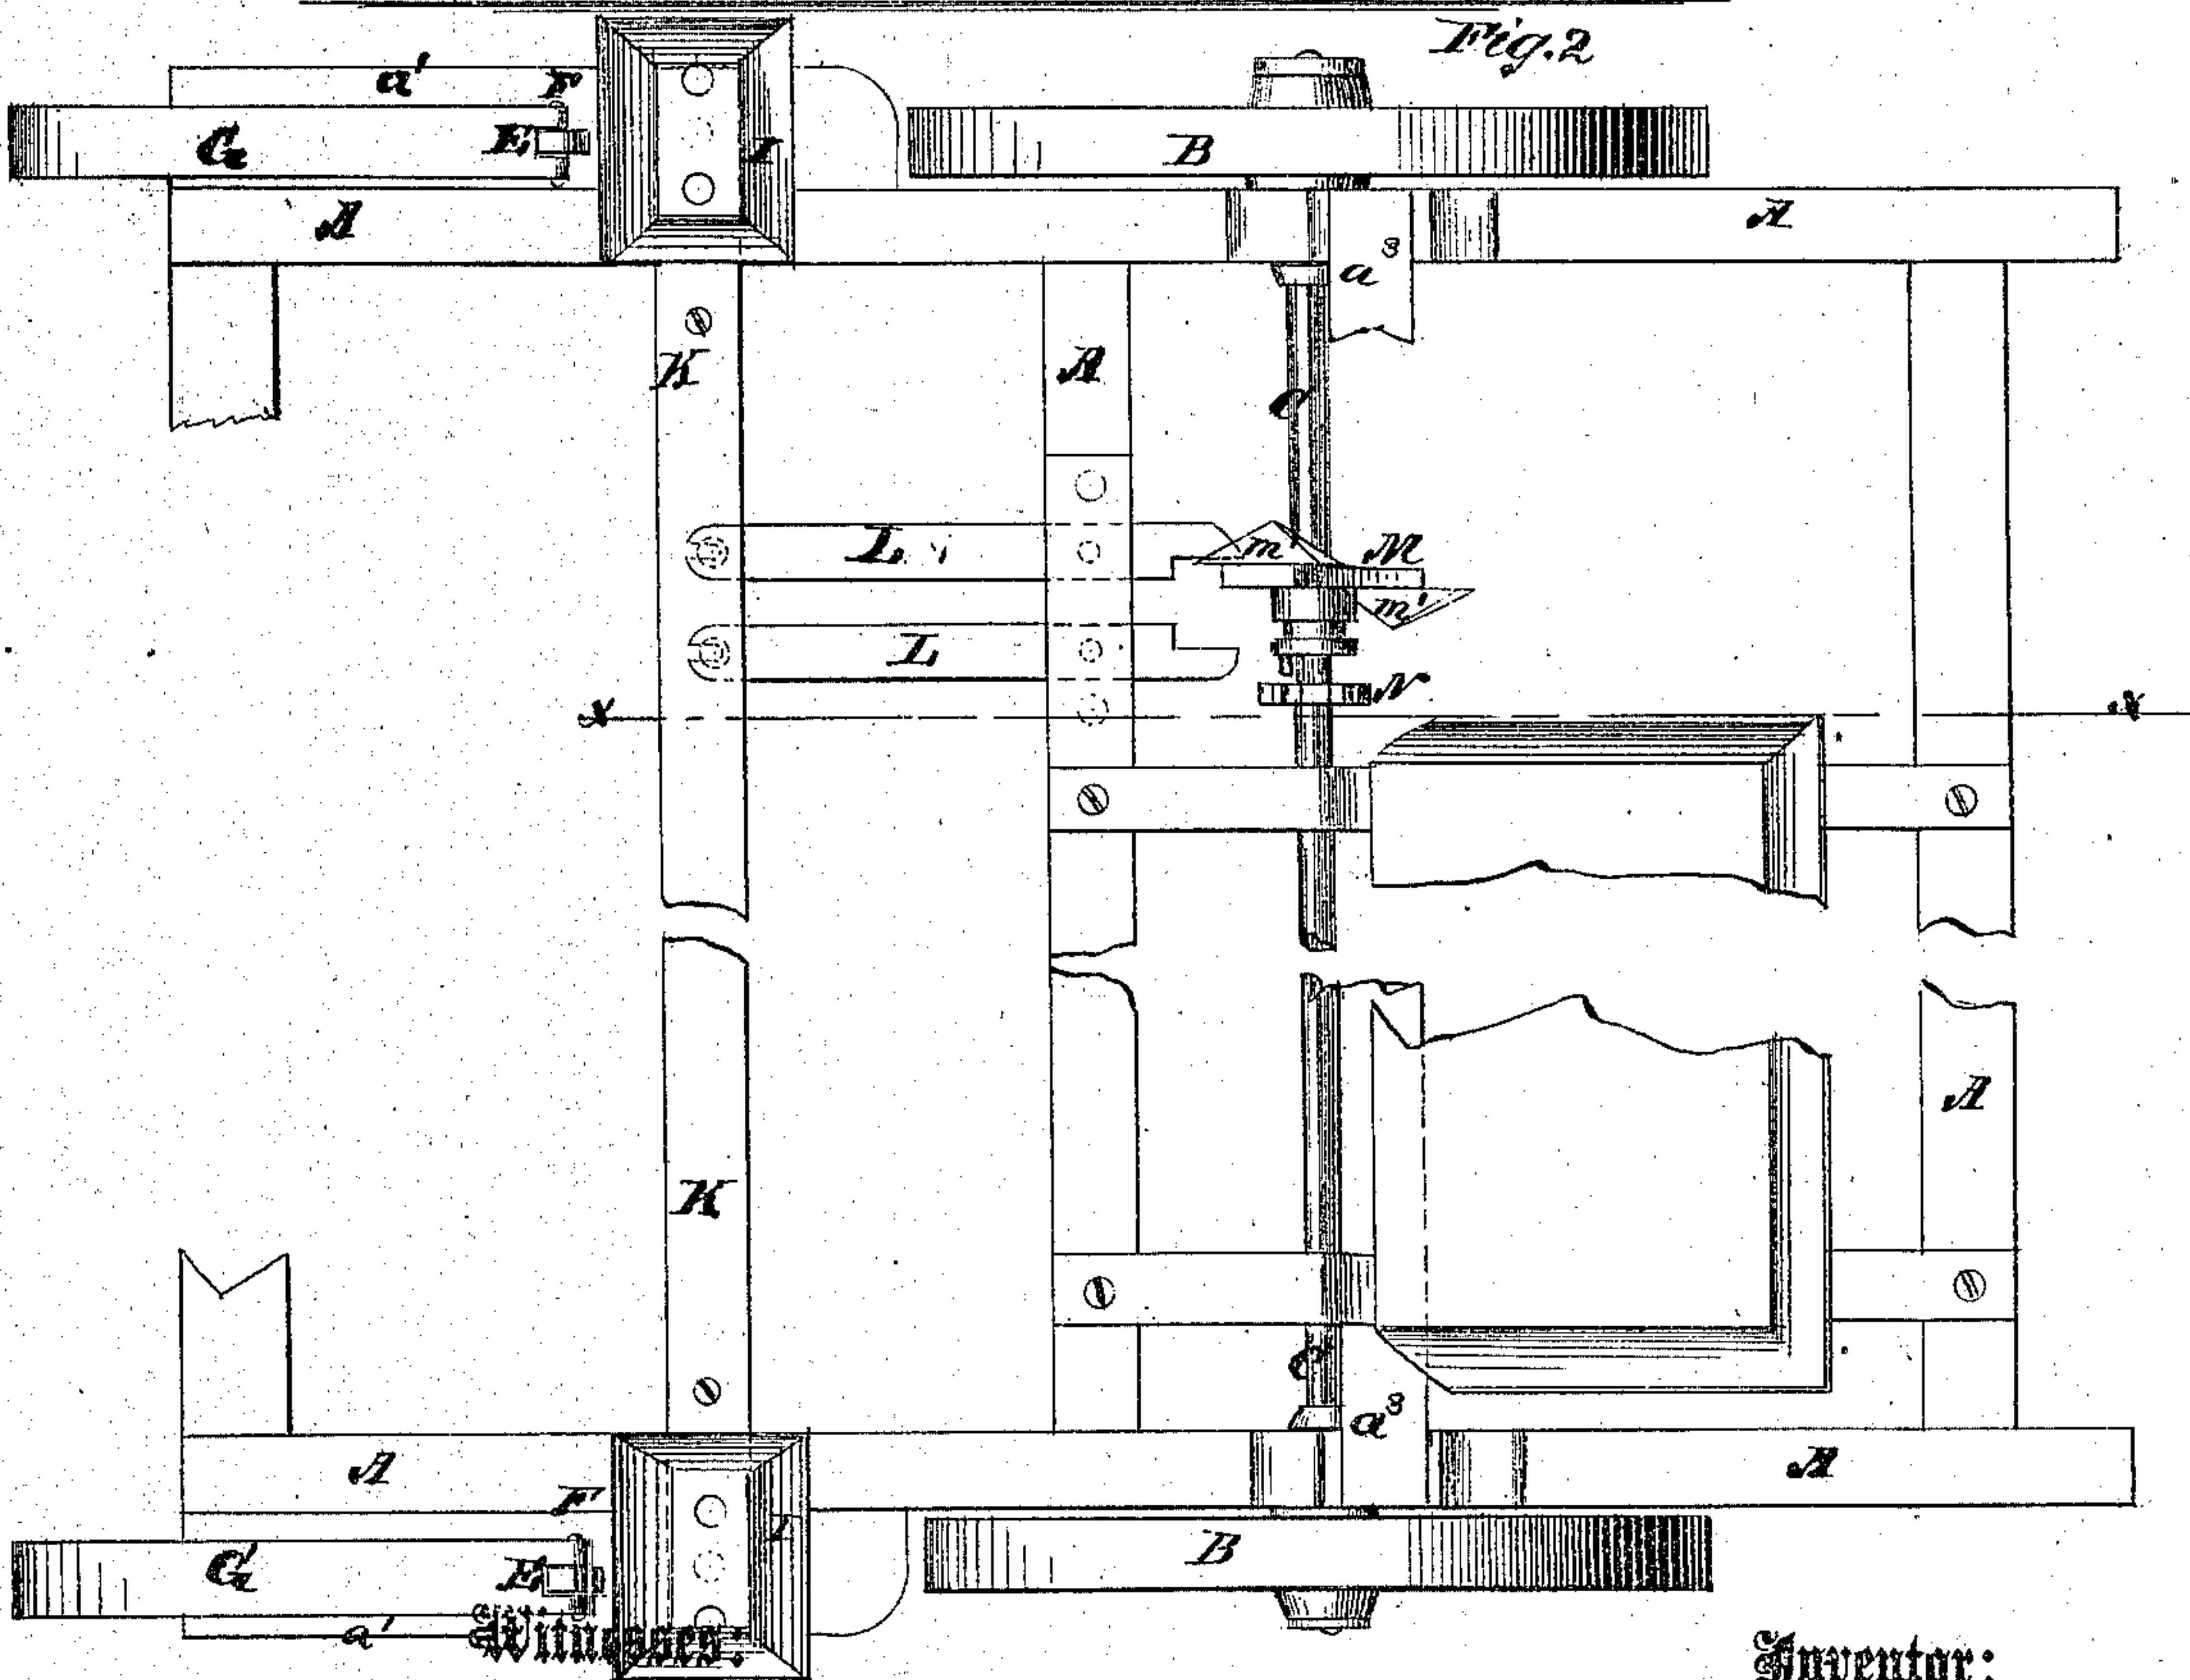 Fig. 2
a' F
G E I B
A A
a³
K A
C
L m M
m'
L
N
x x
A
K
C
a³
A A
F
I
G' E B
a'
Witnesses:
Inventor: